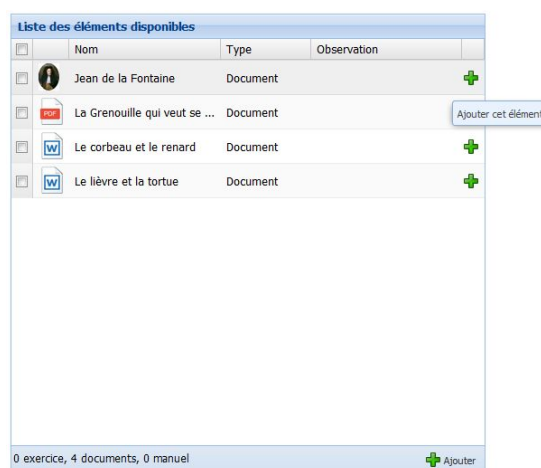 Liste des éléments disponibles
Nom Type Observation
Jean de la Fontaine Document
PDF La Grenouille qui veut se ... Document
Ajouter cet élément
W Le corbeau et le renard Document
W Le lièvre et la tortue Document
0 exercice, 4 documents, 0 manuel Ajouter